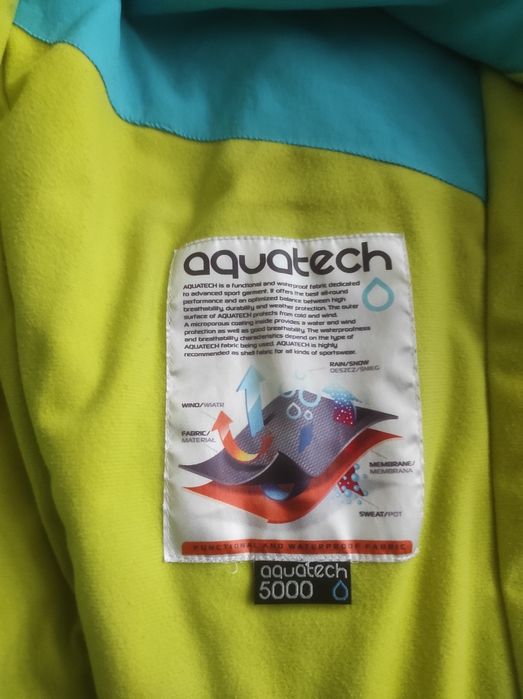 aquatech
AQUATECH is a functional and waterproof fabric dedicated
to advanced sport garment. It offers the best all-round
performance and an optimized balance between high
breathability, durability and weather protection. The outer
surface of AQUATECH protects from cold and wind.
A microporous coating inside provides a water and wind
protection as well as good breathability. The waterproofness
and breathability characteristics depend on the type of
AQUATECH fabric being used. AQUATECH is highly
recommended as shell fabric for all kinds of sportswear.
RAIN/SNOW
DESZCZ/ŚNIEG
WIND/WIATR
FABRIC/
MATERIAŁ
MEMBRANE/
MEMBRANA
SWEAT/POT
FUNCTIONAL AND WATERPROOF FABRIC
aquatech
5000